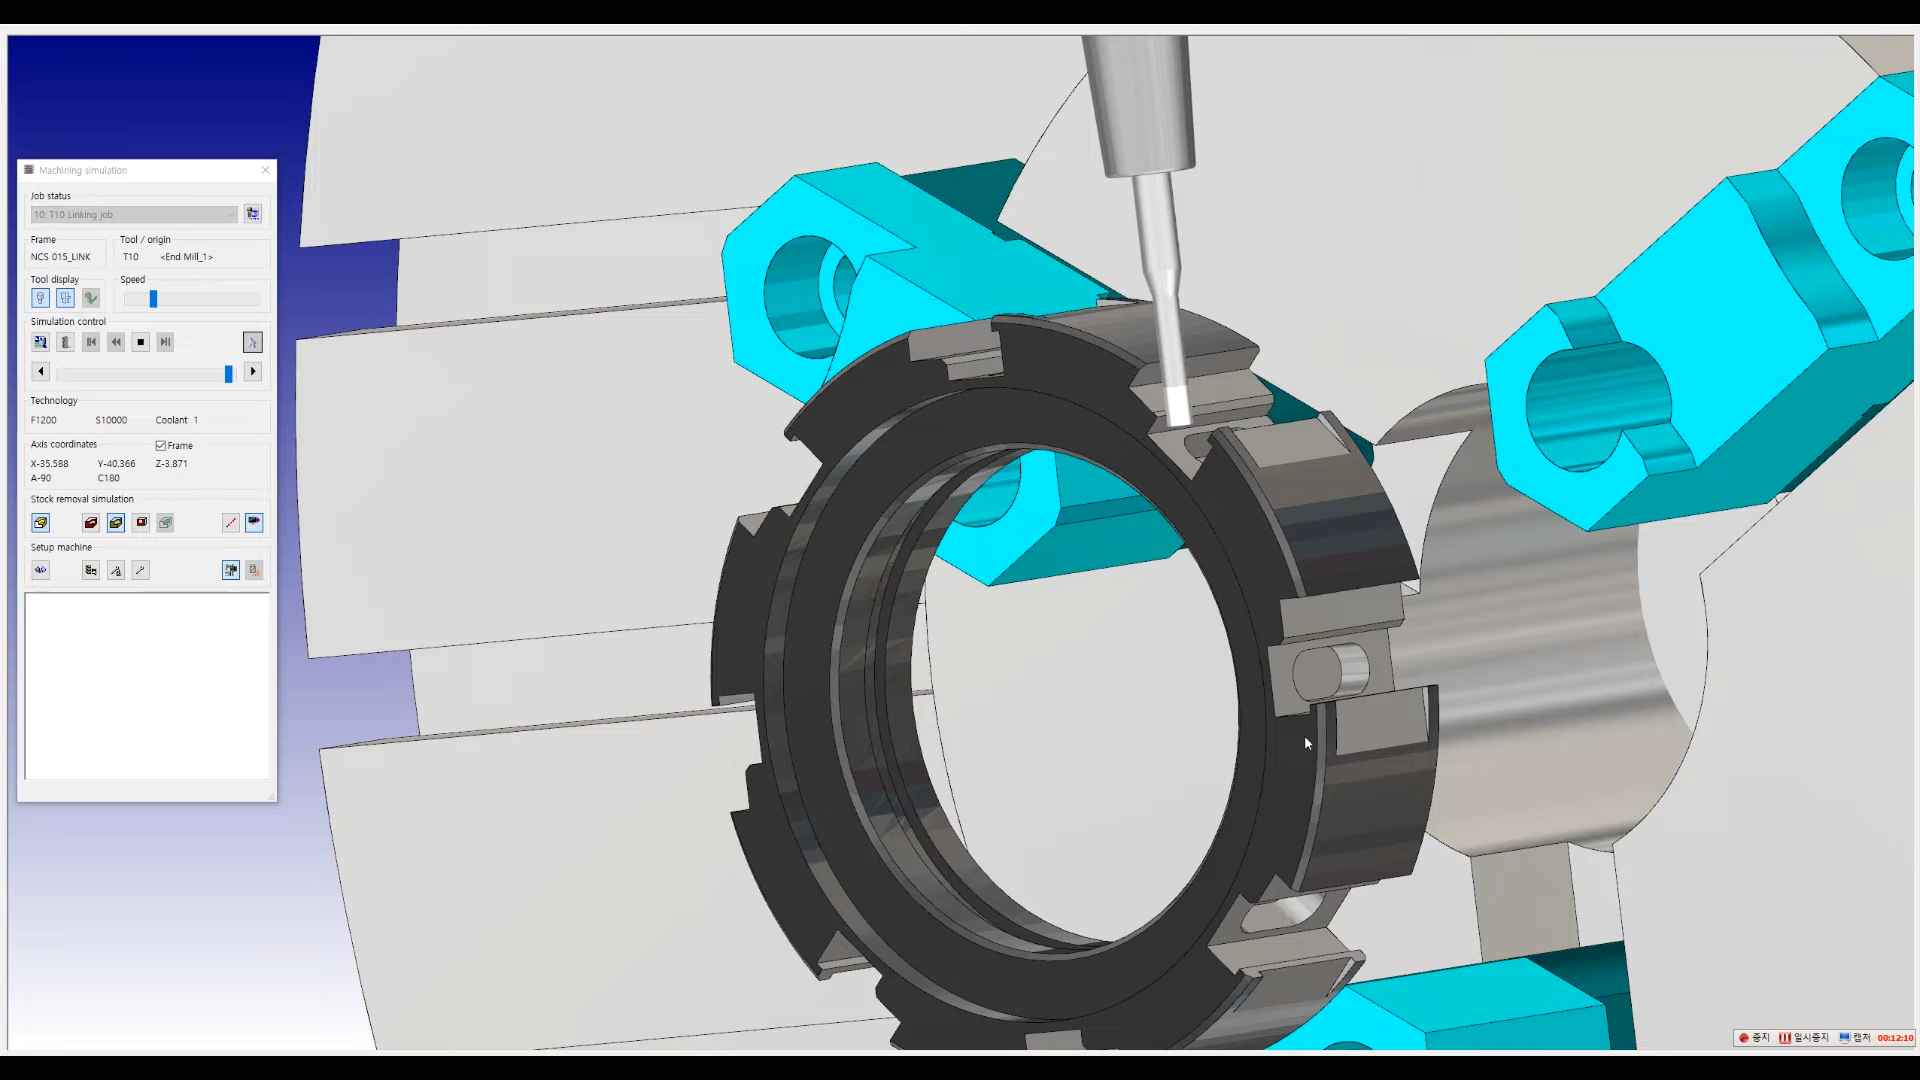 Machining simulation
Job status
10: T10 Linking job
Frame
Tool / origin
NCS 015_LINK
T10 <End Mill_1>
Tool display
Speed
Simulation control
Technology
F1200 S10000 Coolant 1
Axis coordinates
Frame
X-35.588 Y-40.366 Z-3.871
A-90 C180
Stock removal simulation
Setup machine
중지 일시중지 캡처 00:12:10